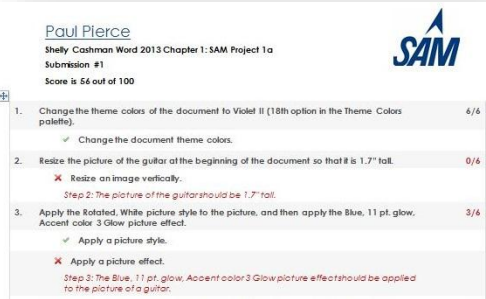 Paul Pierce
Shelly Cashman Word 2013 Chapter 1: SAM Project 1a
SAM
Submission #1
Score is 56 out of 100
1. Change the theme colors of the document to Violet II (18th option in the Theme Colors 6/6
palette).
Change the document theme colors.
2. Resize the picture of the guitar at the beginning of the document so that it is 1.7" tall. 0/6
Resize an image vertically.
Step 2: The picture of the guitar should be 1.7" tall.
3. Apply the Rotated, White picture style to the picture, and then apply the Blue, 11 pt. glow, 3/6
Accent color 3 Glow picture effect.
Apply a picture style.
Apply a picture effect.
Step 3: The Blue, 11 pt. glow, Accent color 3 Glow picture effect should be applied
to the picture of a guitar.